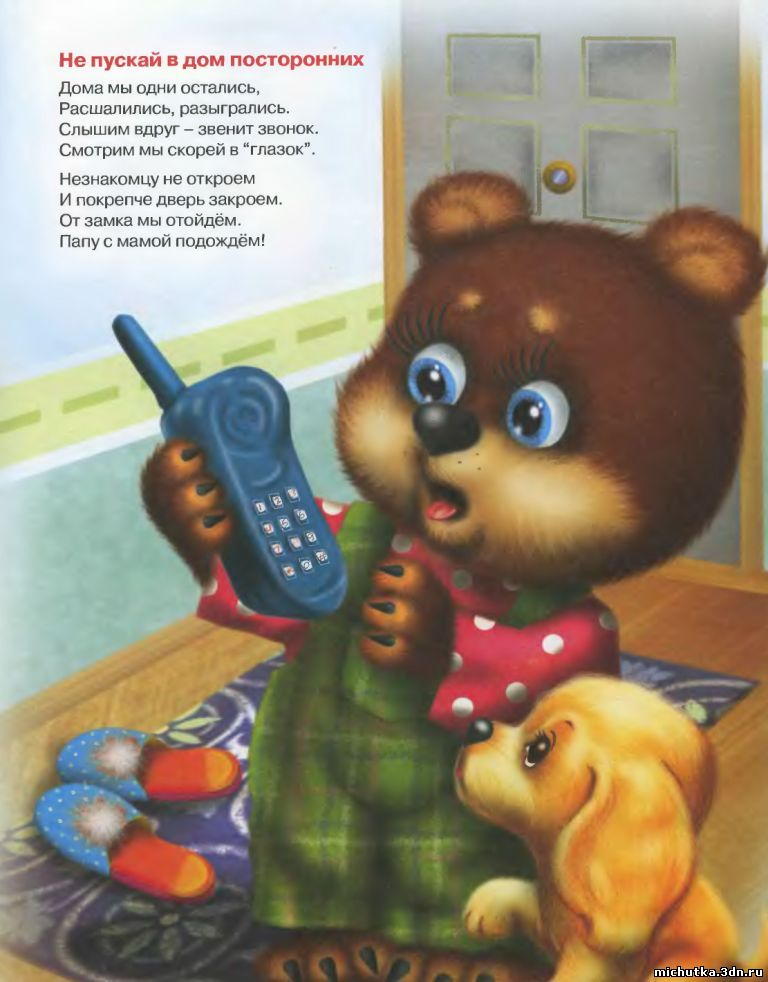 Не пускай в дом посторонних
Дома мы одни остались,
Расшалились, разыгрались.
Слышим вдруг – звенит звонок.
Смотрим мы скорей в “глазок”.
Незнакомцу не откроем
И покрепче дверь закроем.
От замка мы отойдём.
Папу с мамой подождём!
michutka.3dn.ru